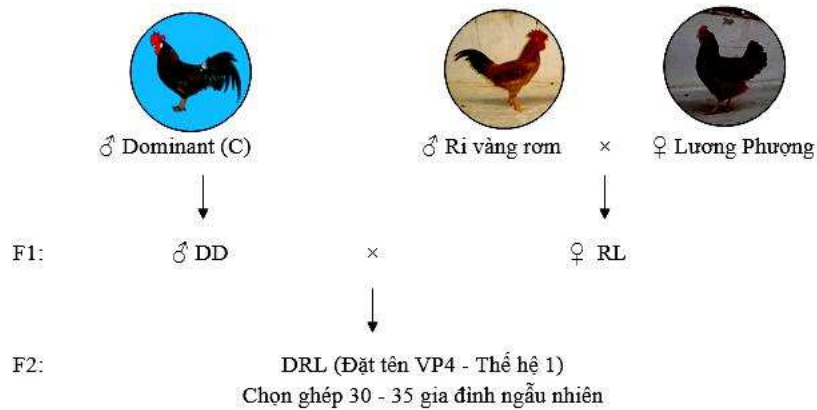 ♂ Dominant (C) ♂ Ri vàng rơm × ♀ Lương Phượng
F1: ♂ DD × ♀ RL
F2: DRL (Đặt tên VP4 - Thế hệ 1)
Chọn ghép 30 - 35 gia đình ngẫu nhiên